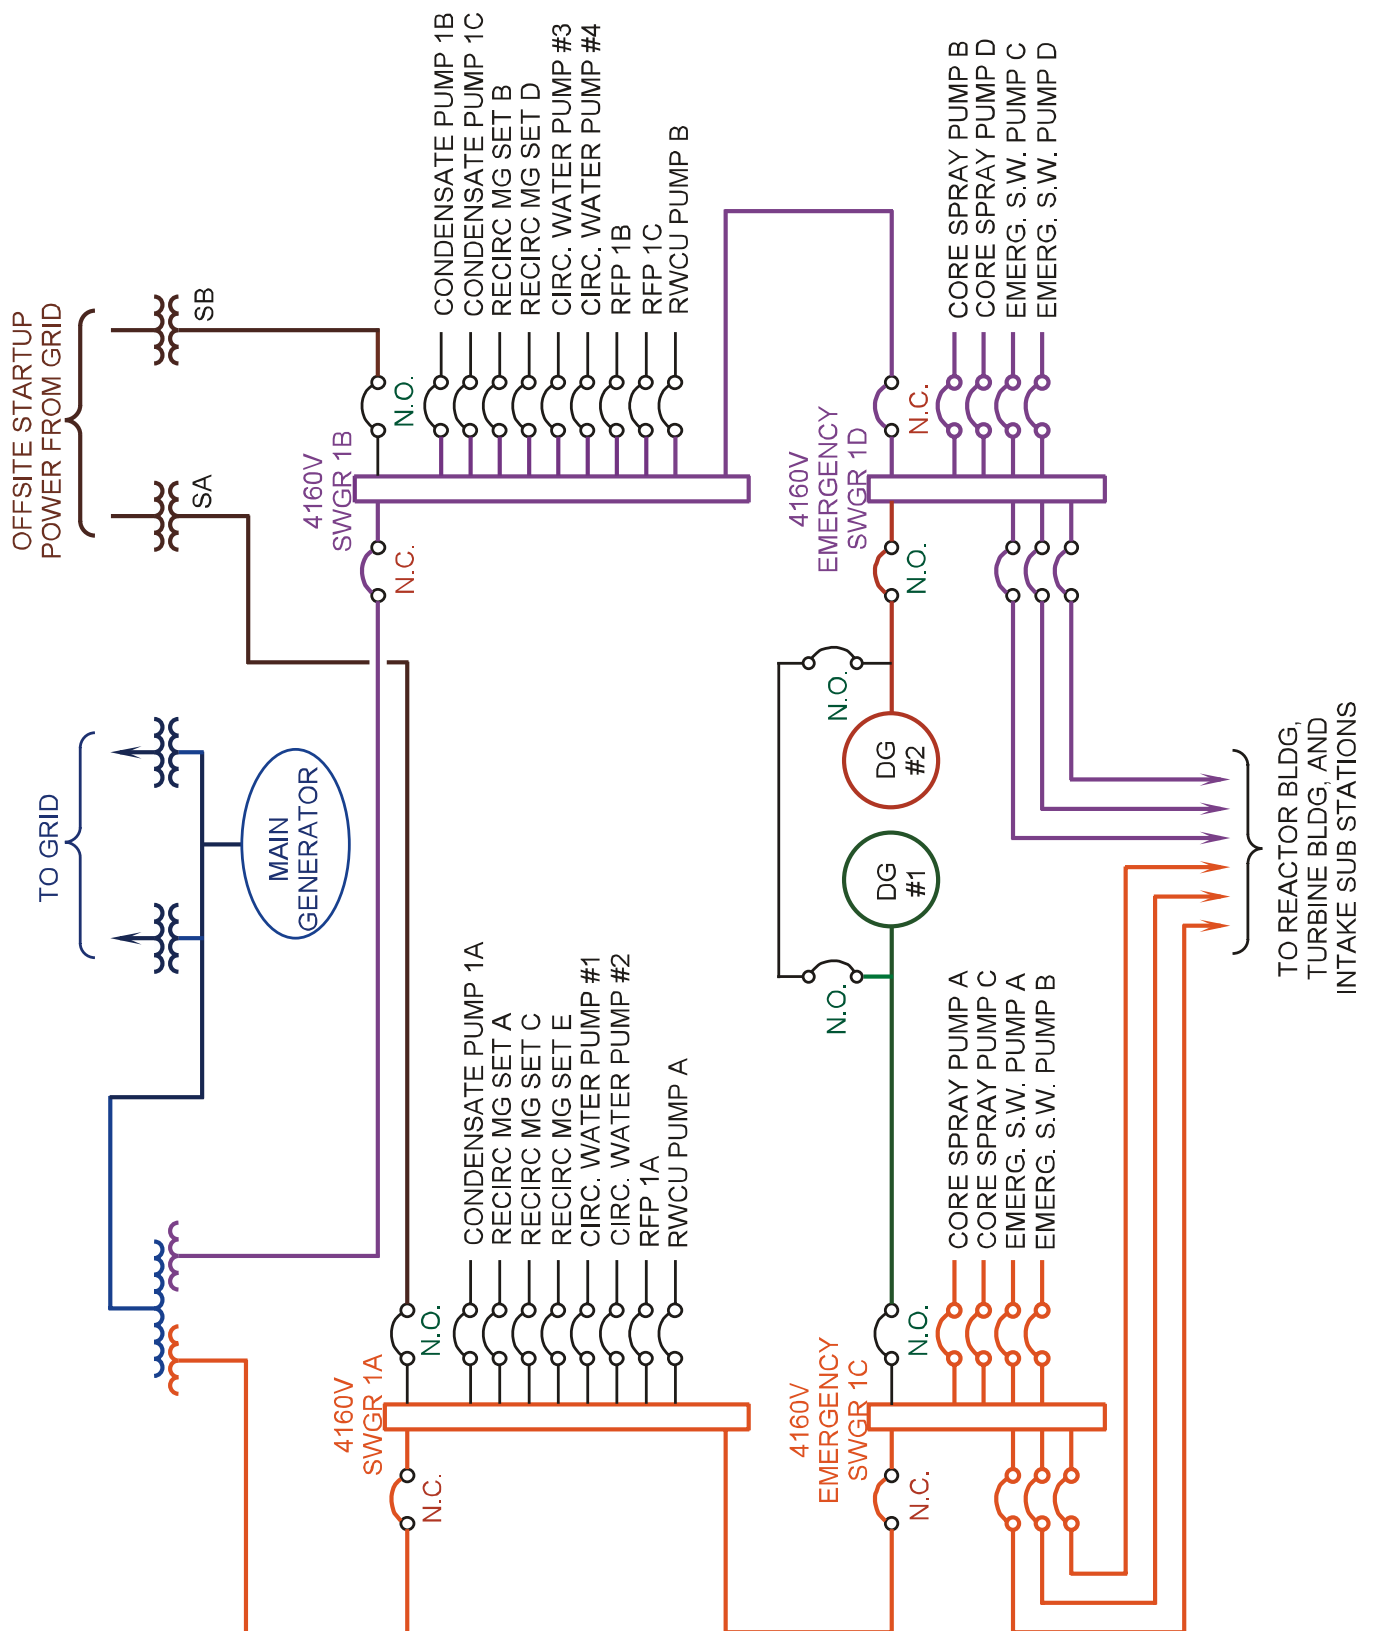 OFFSITE STARTUP
POWER FROM GRID
SA
SB
TO GRID
MAIN
GENERATOR
4160V
SWGR 1A
N.C.
N.O.
CONDENSATE PUMP 1A
RECIRC MG SET A
RECIRC MG SET C
RECIRC MG SET E
CIRC. WATER PUMP #1
CIRC. WATER PUMP #2
RFP 1A
RWCU PUMP A
4160V
SWGR 1B
N.C.
N.O.
CONDENSATE PUMP 1B
CONDENSATE PUMP 1C
RECIRC MG SET B
RECIRC MG SET D
CIRC. WATER PUMP #3
CIRC. WATER PUMP #4
RFP 1B
RFP 1C
RWCU PUMP B
4160V
EMERGENCY
SWGR 1C
N.C.
N.O.
CORE SPRAY PUMP A
CORE SPRAY PUMP C
EMERG. S.W. PUMP A
EMERG. S.W. PUMP B
N.O.
DG
#1
DG
#2
N.O.
4160V
EMERGENCY
SWGR 1D
N.O.
N.C.
CORE SPRAY PUMP B
CORE SPRAY PUMP D
EMERG. S.W. PUMP C
EMERG. S.W. PUMP D
TO REACTOR BLDG,
TURBINE BLDG, AND
INTAKE SUB STATIONS